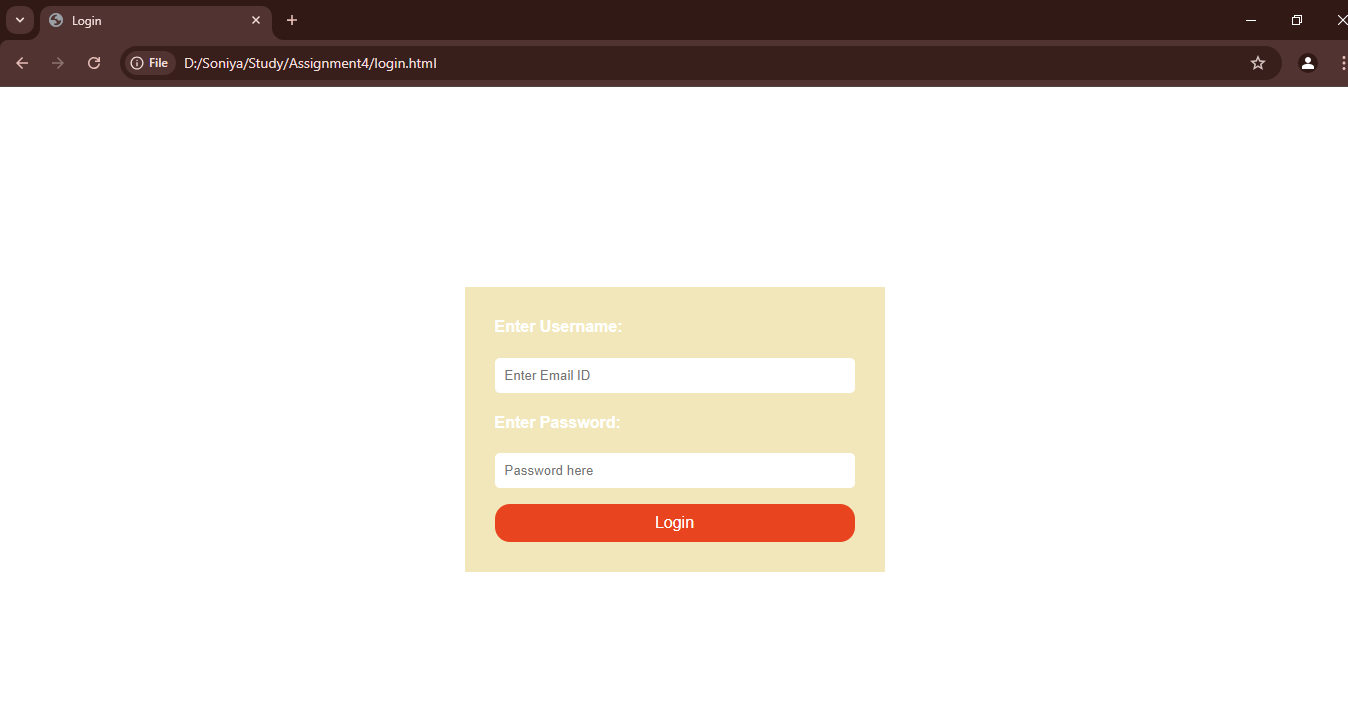 Login
File D:/Soniya/Study/Assignment4/login.html
Enter Username:
Enter Email ID
Enter Password:
Password here
Login